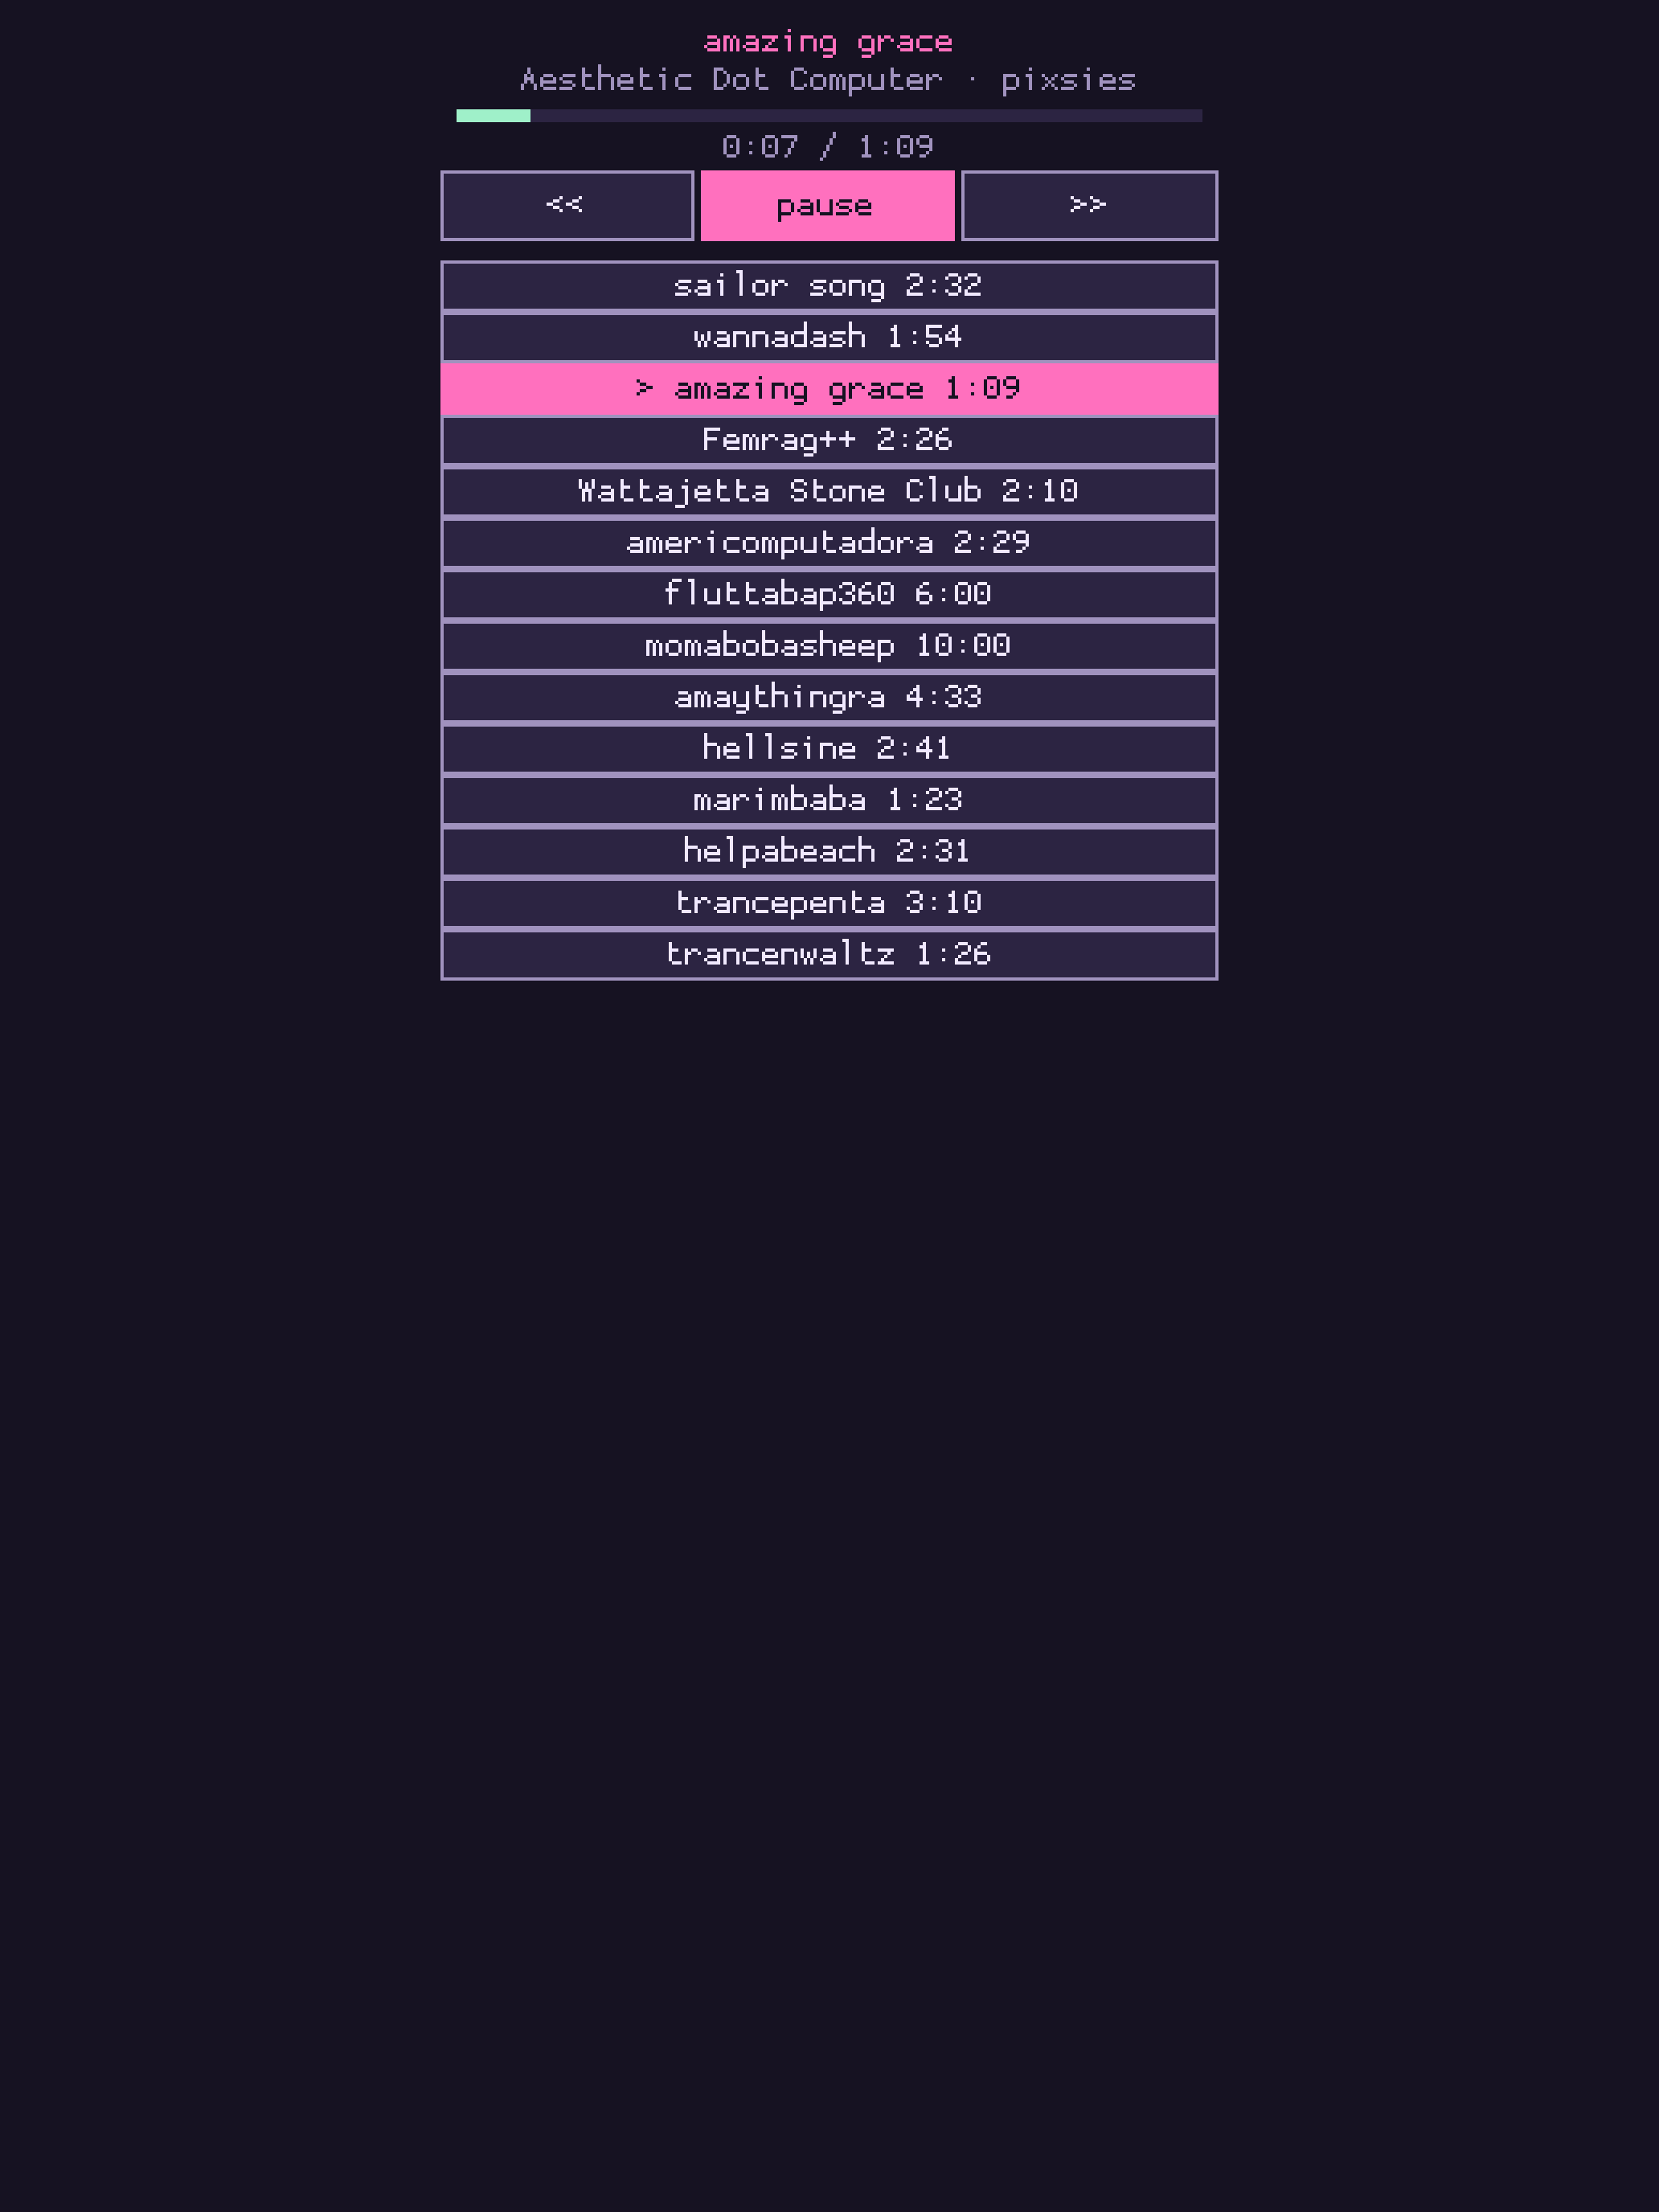 amazing grace
Aesthetic Dot Computer · pixsies
0:07 / 1:09
<< pause >>
sailor song 2:32
wannadash 1:54
> amazing grace 1:09
Femrag++ 2:26
Wattajetta Stone Club 2:10
americomputadora 2:29
fluttabap360 6:00
momabobasheep 10:00
amaythingra 4:33
hellsine 2:41
marimbaba 1:23
helpabeach 2:31
trancepenta 3:10
trancenwaltz 1:26